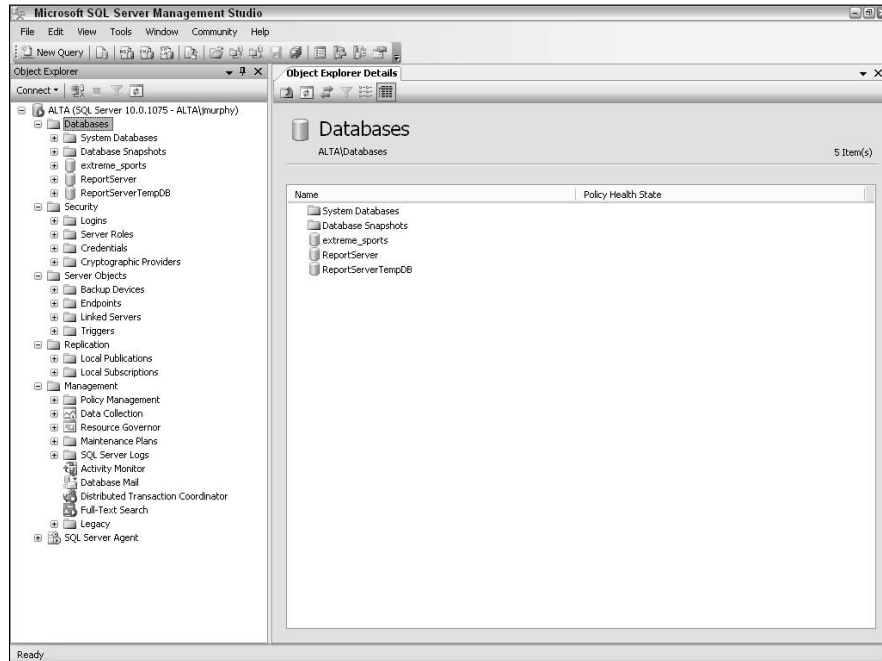 Microsoft SQL Server Management Studio
File Edit View Tools Window Community Help
New Query
Object Explorer
Connect
ALTA (SQL Server 10.0.1075 - ALTA\jmurphy)
Databases
System Databases
Database Snapshots
extreme_sports
ReportServer
ReportServerTempDB
Security
Logins
Server Roles
Credentials
Cryptographic Providers
Server Objects
Backup Devices
Endpoints
Linked Servers
Triggers
Replication
Local Publications
Local Subscriptions
Management
Policy Management
Data Collection
Resource Governor
Maintenance Plans
SQL Server Logs
Activity Monitor
Database Mail
Distributed Transaction Coordinator
Full-Text Search
Legacy
SQL Server Agent
Object Explorer Details
Databases
ALTA\Databases 5 Item(s)
Name Policy Health State
System Databases
Database Snapshots
extreme_sports
ReportServer
ReportServerTempDB
Ready